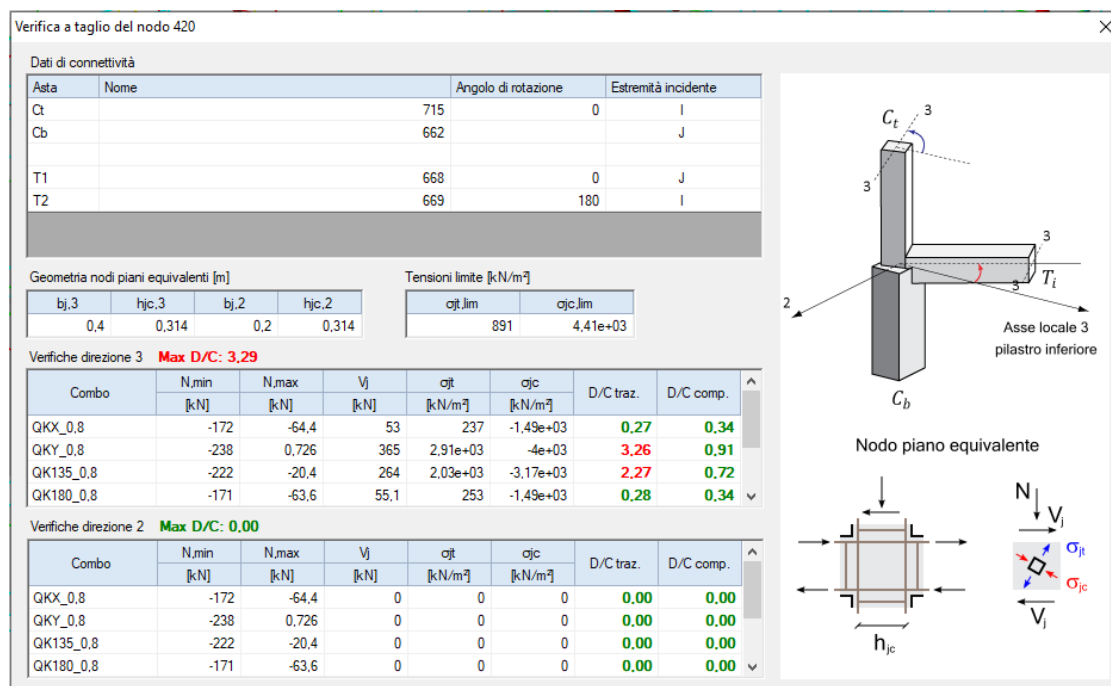 Verifica a taglio del nodo 420
Dati di connettività
Asta Nome Angolo di rotazione Estremità incidente
Ct 715 0 I
Cb 662 J
T1 668 0 J
T2 669 180 I
Geometria nodi piani equivalenti [m]
bj,3 hjc,3 bj,2 hjc,2
0,4 0,314 0,2 0,314
Tensioni limite [kN/m²]
σjt,lim σjc,lim
891 4,41e+03
Verifiche direzione 3 Max D/C: 3,29
Combo N,min N,max Vj σjt σjc D/C traz. D/C comp.
[kN] [kN] [kN] [kN/m²] [kN/m²]
QKX_0,8 -172 -64,4 53 237 -1,49e+03 0,27 0,34
QKY_0,8 -238 0,726 365 2,91e+03 -4e+03 3,26 0,91
QK135_0,8 -222 -20,4 264 2,03e+03 -3,17e+03 2,27 0,72
QK180_0,8 -171 -63,6 55,1 253 -1,49e+03 0,28 0,34
Verifiche direzione 2 Max D/C: 0,00
Combo N,min N,max Vj σjt σjc D/C traz. D/C comp.
[kN] [kN] [kN] [kN/m²] [kN/m²]
QKX_0,8 -172 -64,4 0 0 0 0,00 0,00
QKY_0,8 -238 0,726 0 0 0 0,00 0,00
QK135_0,8 -222 -20,4 0 0 0 0,00 0,00
QK180_0,8 -171 -63,6 0 0 0 0,00 0,00
3
Ct
3
3
Ti
3
2
Asse locale 3
pilastro inferiore
Cb
Nodo piano equivalente
N
Vj
σjt
σjc
Vj
hjc